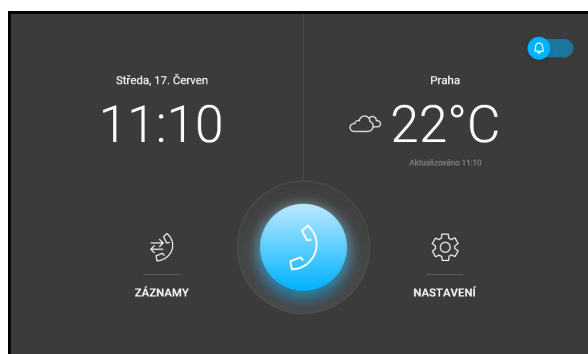 Středa, 17. Červen
11:10
Praha
22°C
Aktualizováno 11:10
ZÁZNAMY
NASTAVENÍ